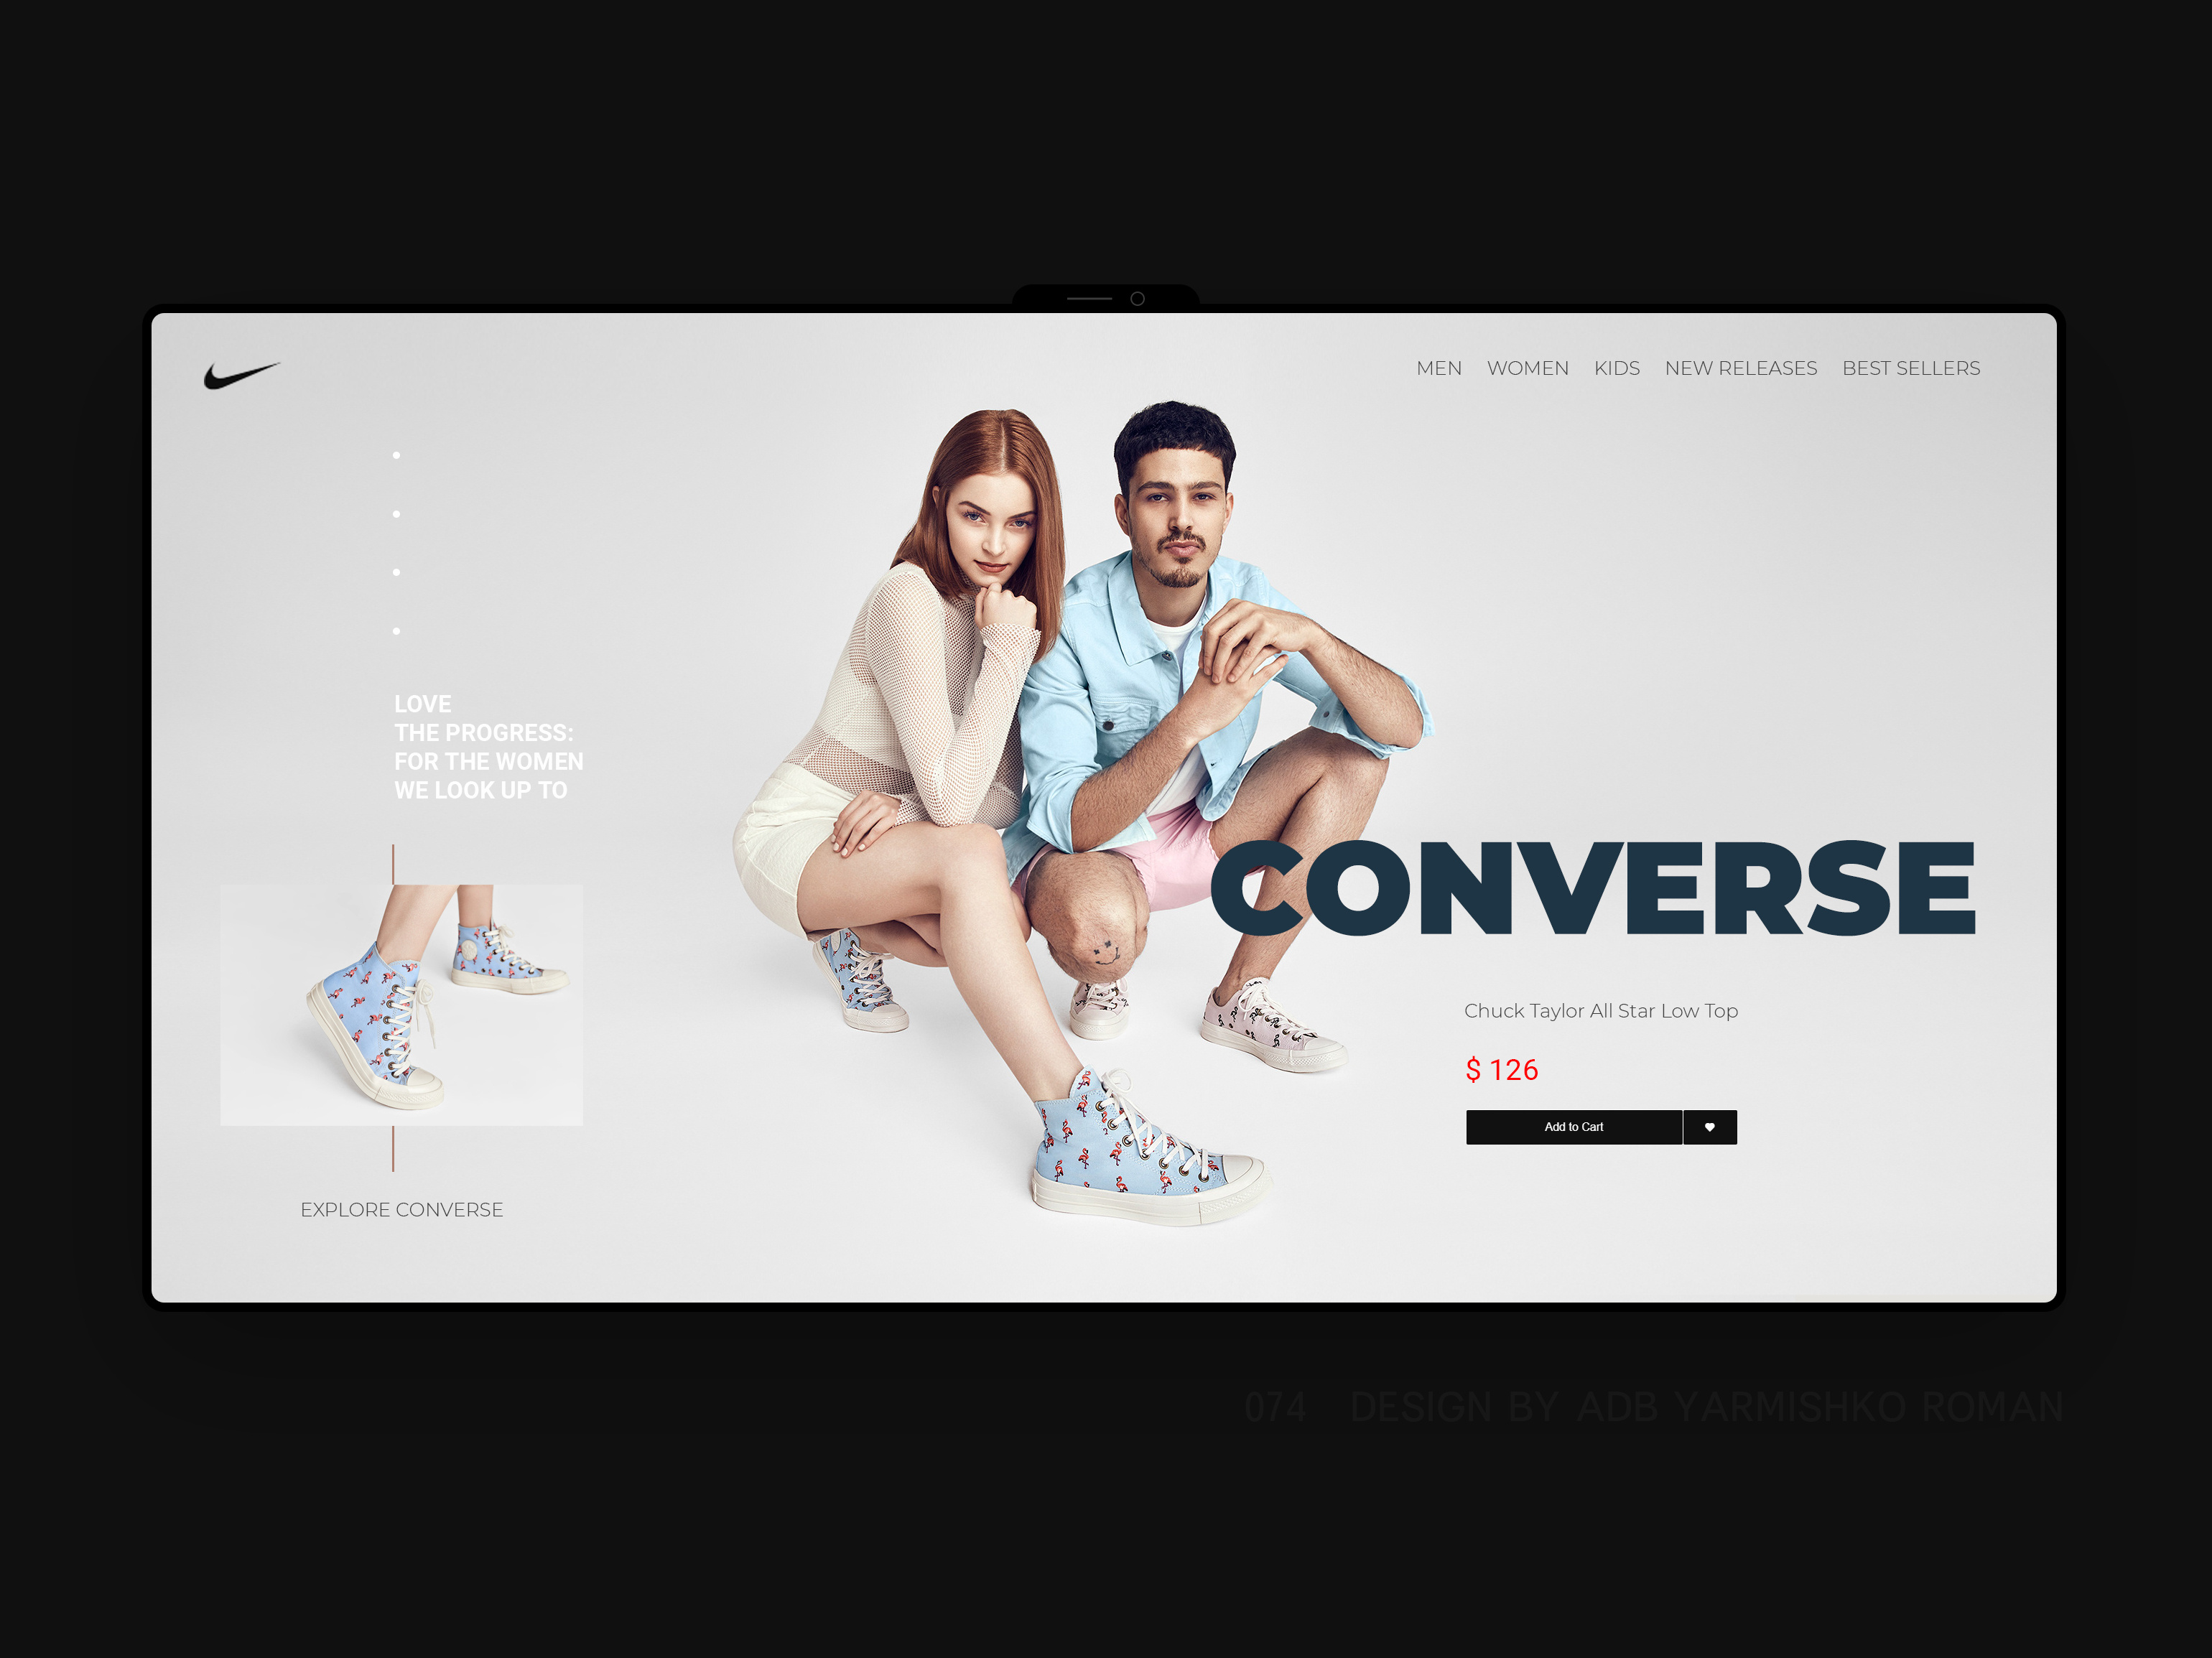 MEN WOMEN KIDS NEW RELEASES BEST SELLERS
LOVE
THE PROGRESS:
FOR THE WOMEN
WE LOOK UP TO
CONVERSE
Chuck Taylor All Star Low Top
$ 126
Add to Cart
EXPLORE CONVERSE
074 DESIGN BY ADB YARMISHKO ROMAN